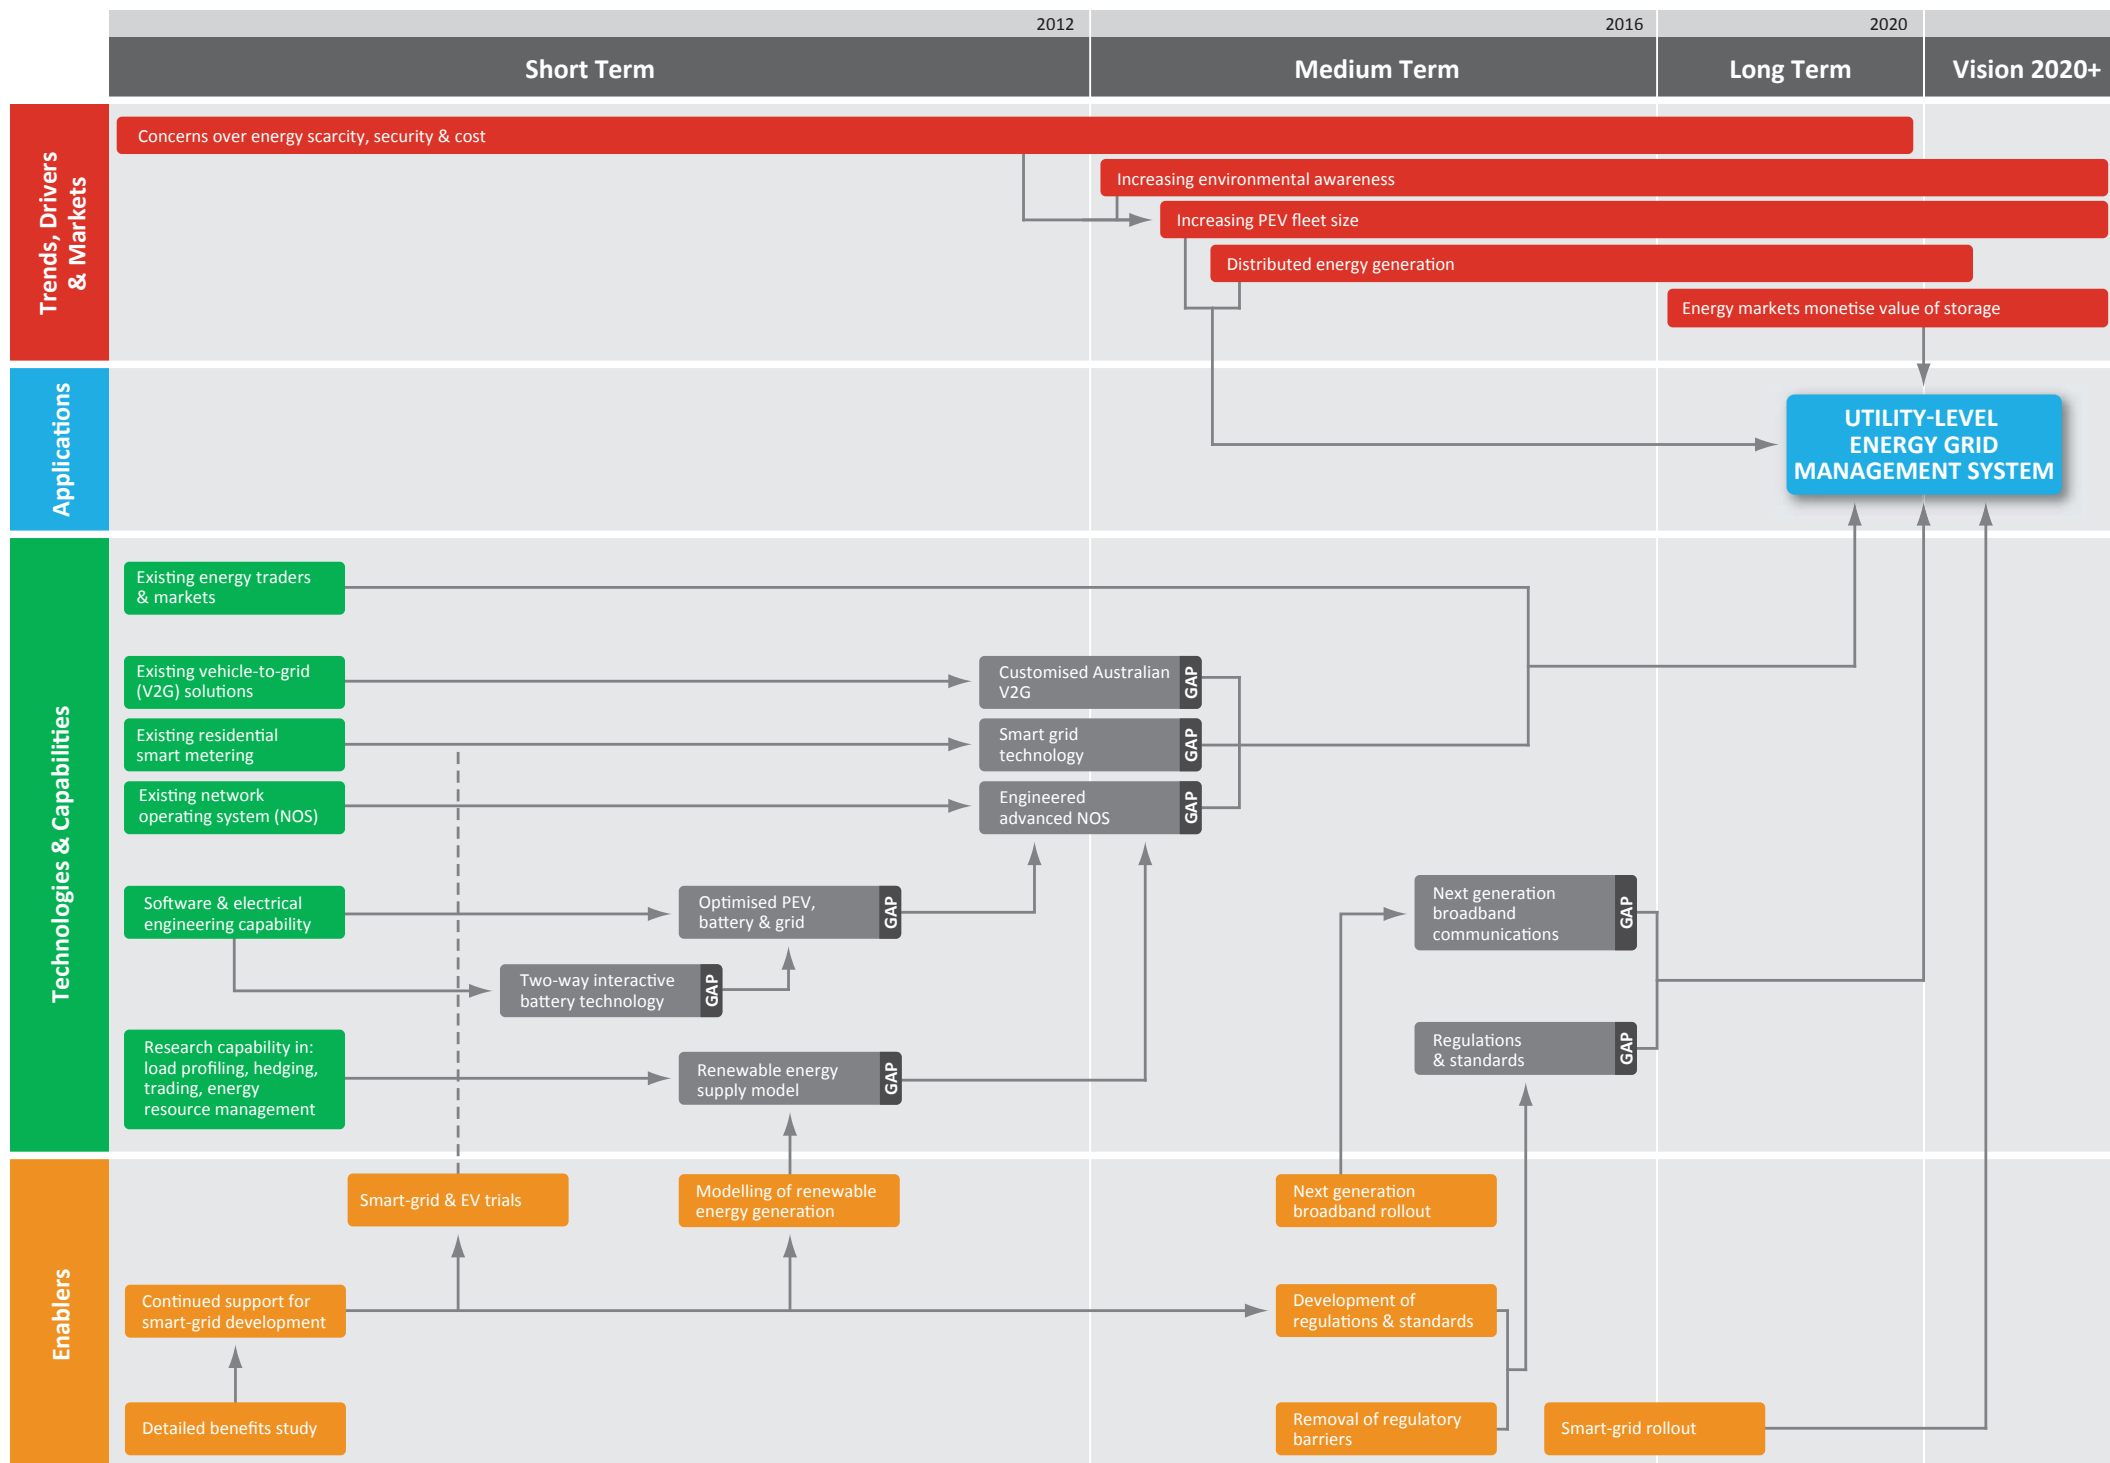 2012
2016
2020
Short Term
Medium Term
Long Term
Vision 2020+
Trends, Drivers
& Markets
Concerns over energy scarcity, security & cost
Increasing environmental awareness
Increasing PEV fleet size
Distributed energy generation
Energy markets monetise value of storage
Applications
UTILITY-LEVEL
ENERGY GRID
MANAGEMENT SYSTEM
Technologies & Capabilities
Existing energy traders
& markets
Existing vehicle-to-grid
(V2G) solutions
Customised Australian
V2G
GAP
Existing residential
smart metering
Smart grid
technology
GAP
Existing network
operating system (NOS)
Engineered
advanced NOS
GAP
Software & electrical
engineering capability
Optimised PEV,
battery & grid
GAP
Next generation
broadband
communications
GAP
Two-way interactive
battery technology
GAP
Research capability in:
load profiling, hedging,
trading, energy
resource management
Renewable energy
supply model
GAP
Regulations
& standards
GAP
Enablers
Smart-grid & EV trials
Modelling of renewable
energy generation
Next generation
broadband rollout
Continued support for
smart-grid development
Development of
regulations & standards
Detailed benefits study
Removal of regulatory
barriers
Smart-grid rollout